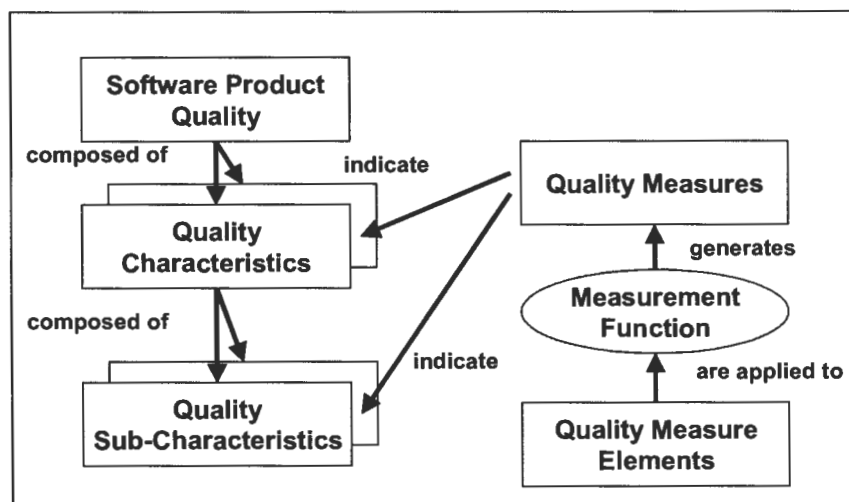 Software Product
Quality
composed of
indicate
Quality Measures
Quality
Characteristics
generates
Measurement
Function
composed of
indicate
are applied to
Quality
Sub-Characteristics
Quality Measure
Elements